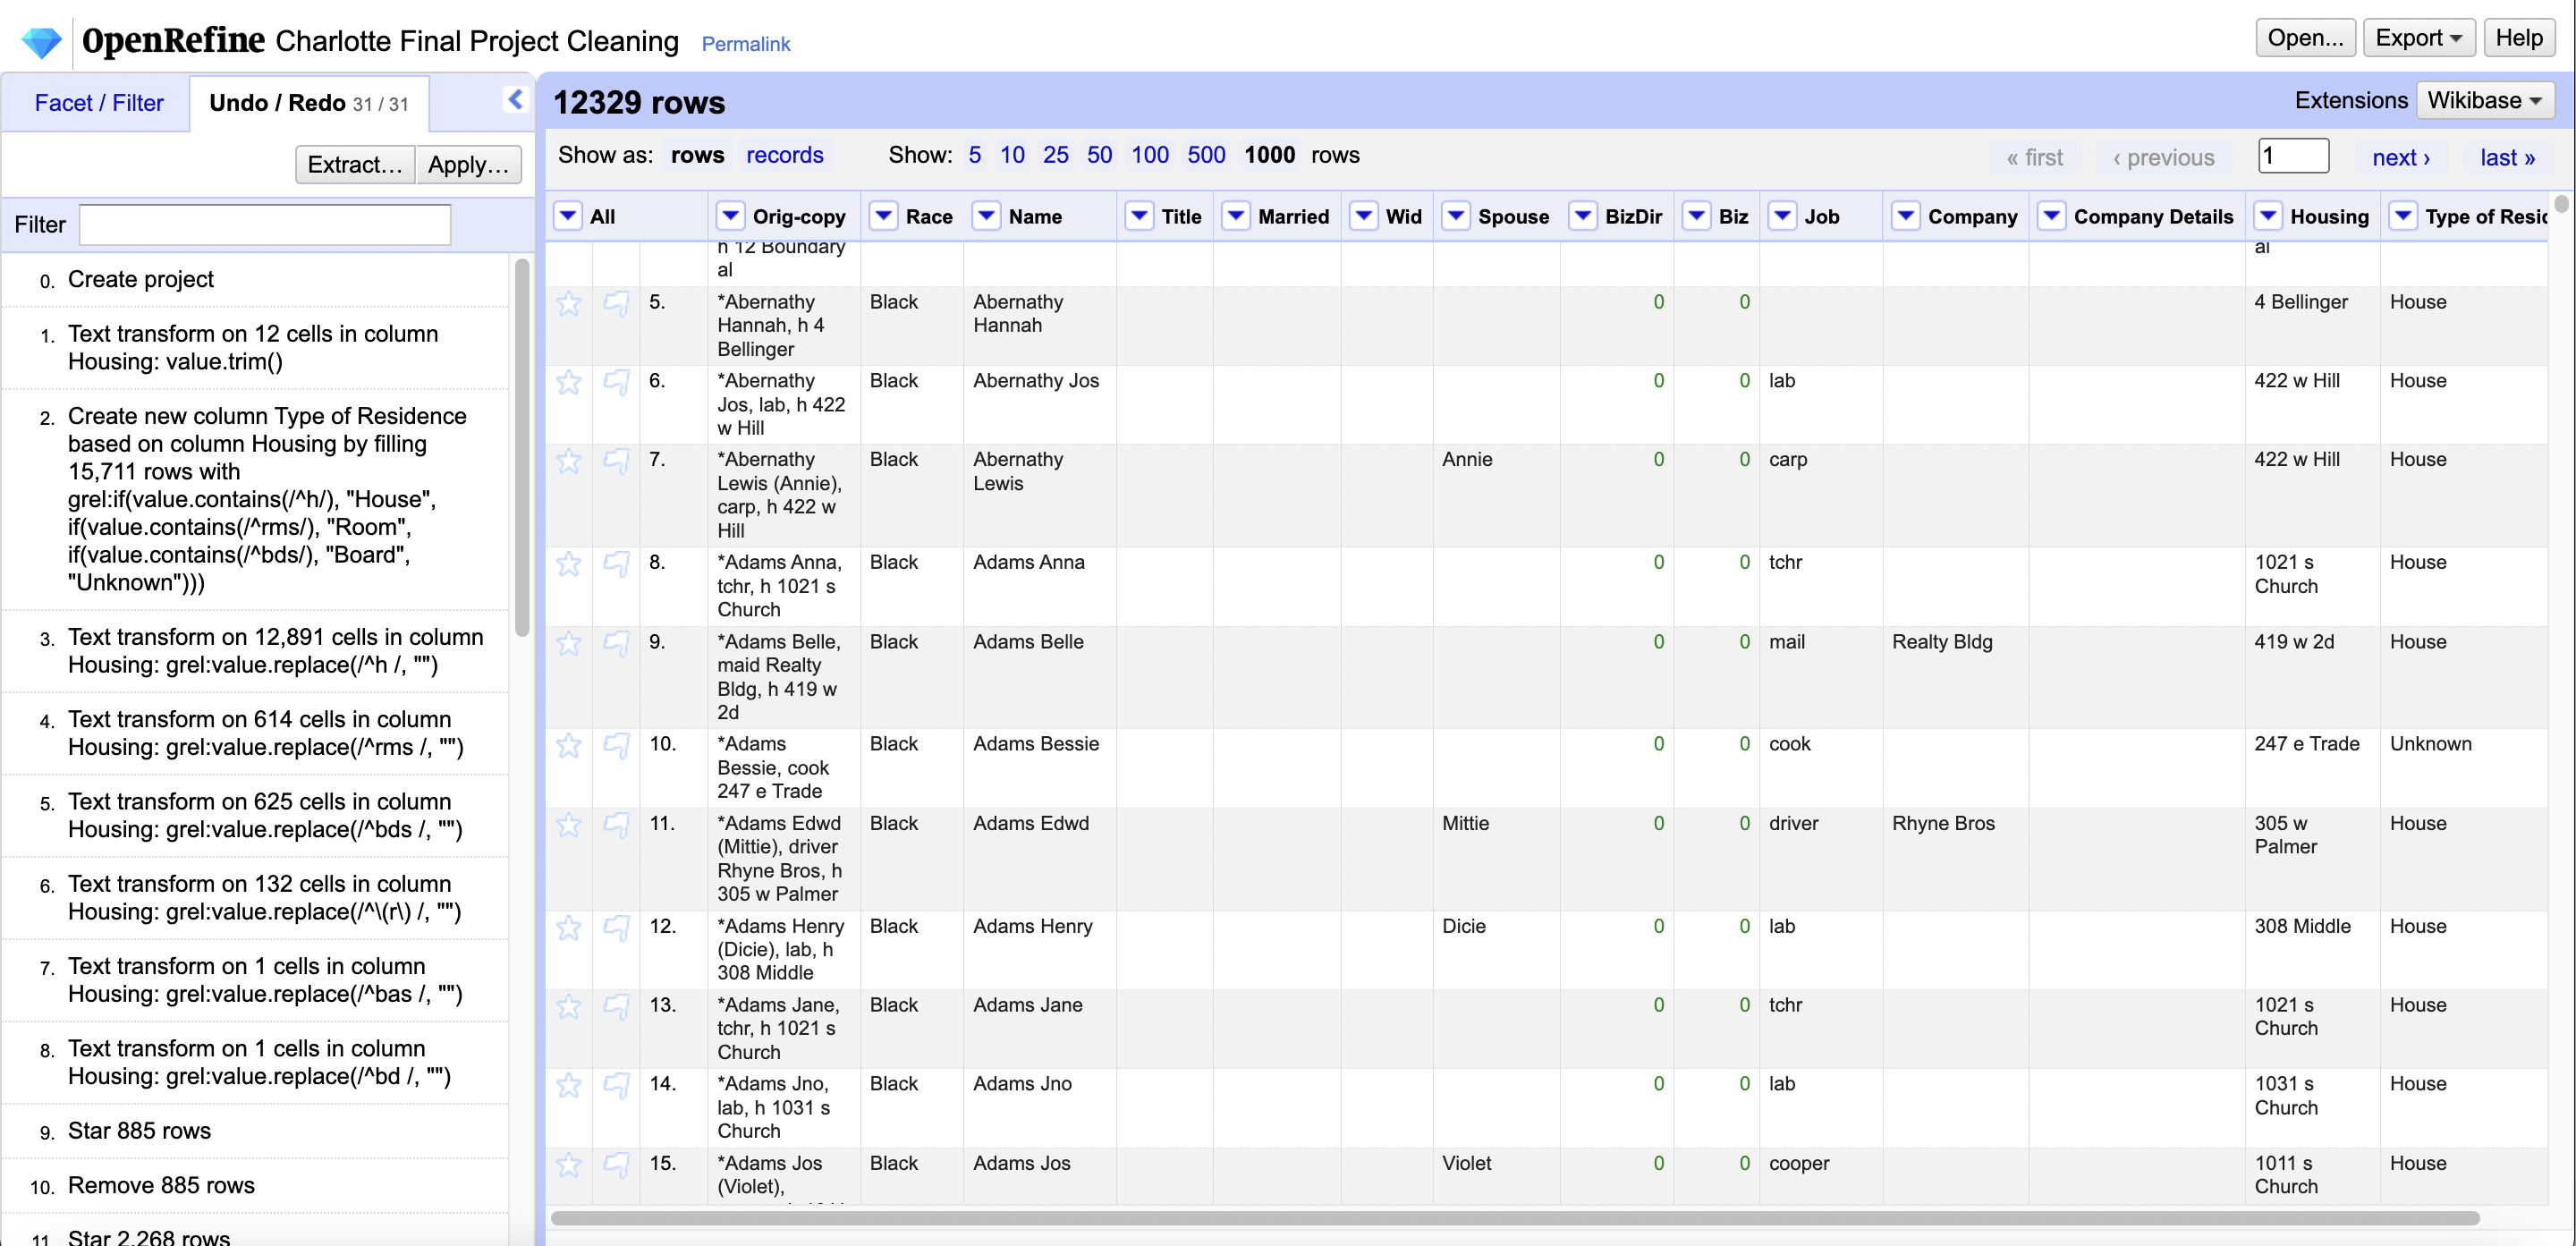 OpenRefine Charlotte Final Project Cleaning Permalink
Open... Export Help
Facet / Filter
Undo / Redo 31 / 31
Extract... Apply...
Filter
0. Create project
1. Text transform on 12 cells in column
Housing: value.trim()
2. Create new column Type of Residence
based on column Housing by filling
15,711 rows with
grel:if(value.contains(/^h/), "House",
if(value.contains(/^rms/), "Room",
if(value.contains(/^bds/), "Board",
"Unknown")))
3. Text transform on 12,891 cells in column
Housing: grel:value.replace(/^h /, "")
4. Text transform on 614 cells in column
Housing: grel:value.replace(/^rms /, "")
5. Text transform on 625 cells in column
Housing: grel:value.replace(/^bds /, "")
6. Text transform on 132 cells in column
Housing: grel:value.replace(/^\(r\) /, "")
7. Text transform on 1 cells in column
Housing: grel:value.replace(/^bas /, "")
8. Text transform on 1 cells in column
Housing: grel:value.replace(/^bd /, "")
9. Star 885 rows
10. Remove 885 rows
11. Star 2,268 rows
12329 rows
Extensions Wikibase
Show as: rows records Show: 5 10 25 50 100 500 1000 rows
« first ‹ previous 1 next › last »
All Orig-copy Race Name Title Married Wid Spouse BizDir Biz Job Company Company Details Housing Type of Resid
h 12 Boundary al
al
5. *Abernathy Hannah, h 4 Bellinger Black Abernathy Hannah 0 0 4 Bellinger House
6. *Abernathy Jos, lab, h 422 w Hill Black Abernathy Jos 0 0 lab 422 w Hill House
7. *Abernathy Lewis (Annie), carp, h 422 w Hill Black Abernathy Lewis Annie 0 0 carp 422 w Hill House
8. *Adams Anna, tchr, h 1021 s Church Black Adams Anna 0 0 tchr 1021 s Church House
9. *Adams Belle, maid Realty Bldg, h 419 w 2d Black Adams Belle 0 0 mail Realty Bldg 419 w 2d House
10. *Adams Bessie, cook 247 e Trade Black Adams Bessie 0 0 cook 247 e Trade Unknown
11. *Adams Edwd (Mittie), driver Rhyne Bros, h 305 w Palmer Black Adams Edwd Mittie 0 0 driver Rhyne Bros 305 w Palmer House
12. *Adams Henry (Dicie), lab, h 308 Middle Black Adams Henry Dicie 0 0 lab 308 Middle House
13. *Adams Jane, tchr, h 1021 s Church Black Adams Jane 0 0 tchr 1021 s Church House
14. *Adams Jno, lab, h 1031 s Church Black Adams Jno 0 0 lab 1031 s Church House
15. *Adams Jos (Violet), Black Adams Jos Violet 0 0 cooper 1011 s Church House